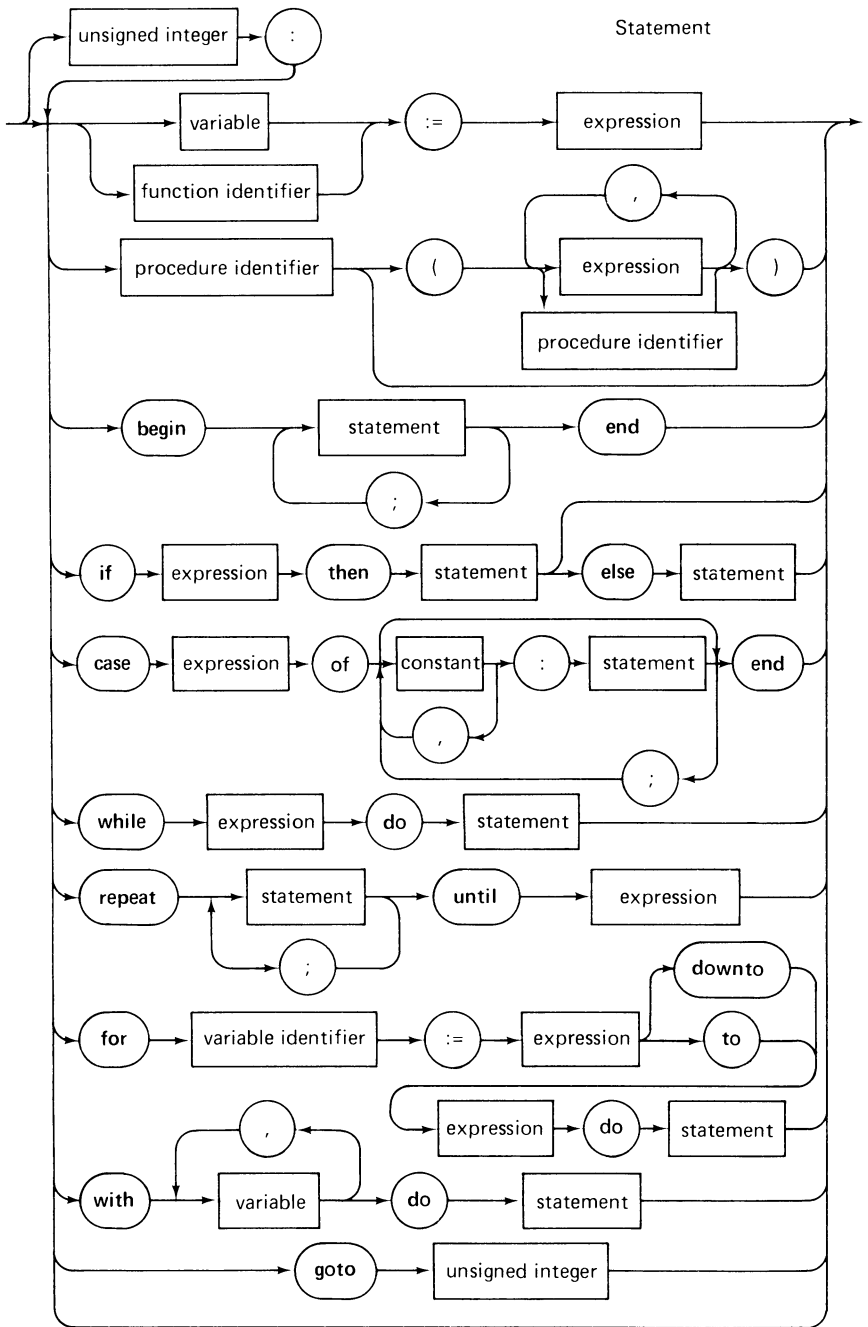 Statement
unsigned integer :
variable := expression
function identifier
,
procedure identifier ( expression )
procedure identifier
begin statement end
;
if expression then statement else statement
case expression of constant : statement end
,
;
while expression do statement
repeat statement until expression
;
downto
for variable identifier := expression to
expression do statement
,
with variable do statement
goto unsigned integer